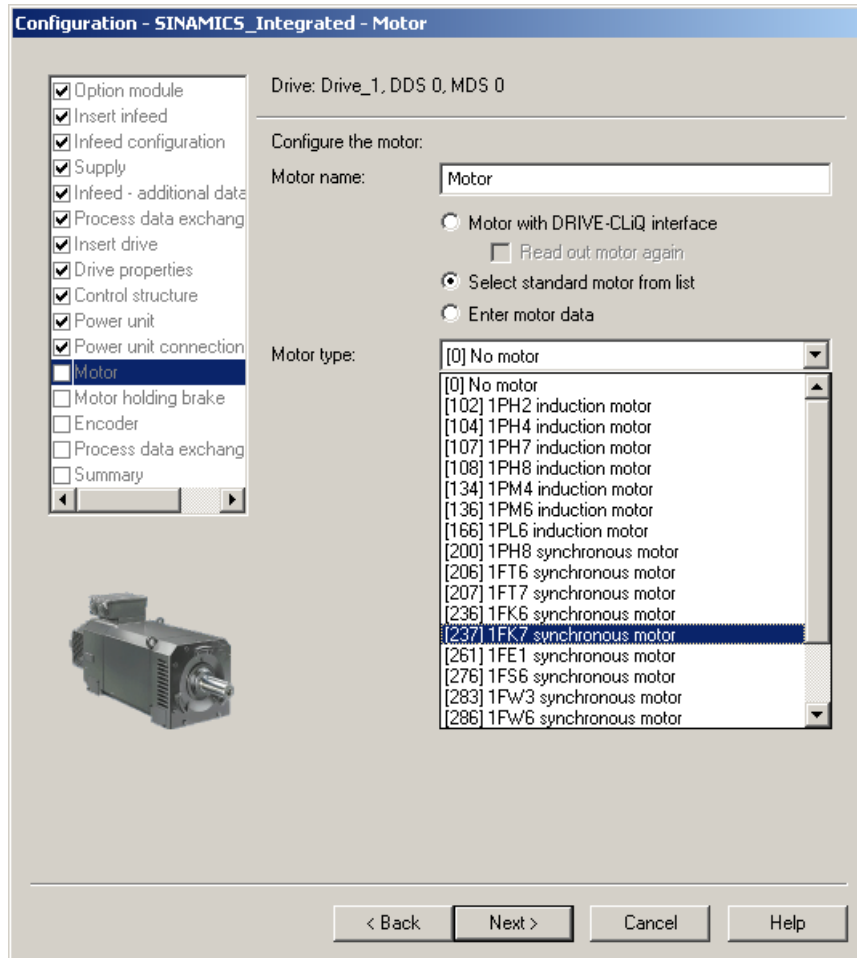 Configuration - SINAMICS_Integrated - Motor
Option module
Insert infeed
Infeed configuration
Supply
Infeed - additional data
Process data exchang
Insert drive
Drive properties
Control structure
Power unit
Power unit connection
Motor
Motor holding brake
Encoder
Process data exchang
Summary
Drive: Drive_1, DDS 0, MDS 0
Configure the motor:
Motor name:
Motor
Motor with DRIVE-CLiQ interface
Read out motor again
Select standard motor from list
Enter motor data
Motor type:
[0] No motor
[0] No motor
[102] 1PH2 induction motor
[104] 1PH4 induction motor
[107] 1PH7 induction motor
[108] 1PH8 induction motor
[134] 1PM4 induction motor
[136] 1PM6 induction motor
[166] 1PL6 induction motor
[200] 1PH8 synchronous motor
[206] 1FT6 synchronous motor
[207] 1FT7 synchronous motor
[236] 1FK6 synchronous motor
[237] 1FK7 synchronous motor
[261] 1FE1 synchronous motor
[276] 1FS6 synchronous motor
[283] 1FW3 synchronous motor
[286] 1FW6 synchronous motor
< Back
Next >
Cancel
Help